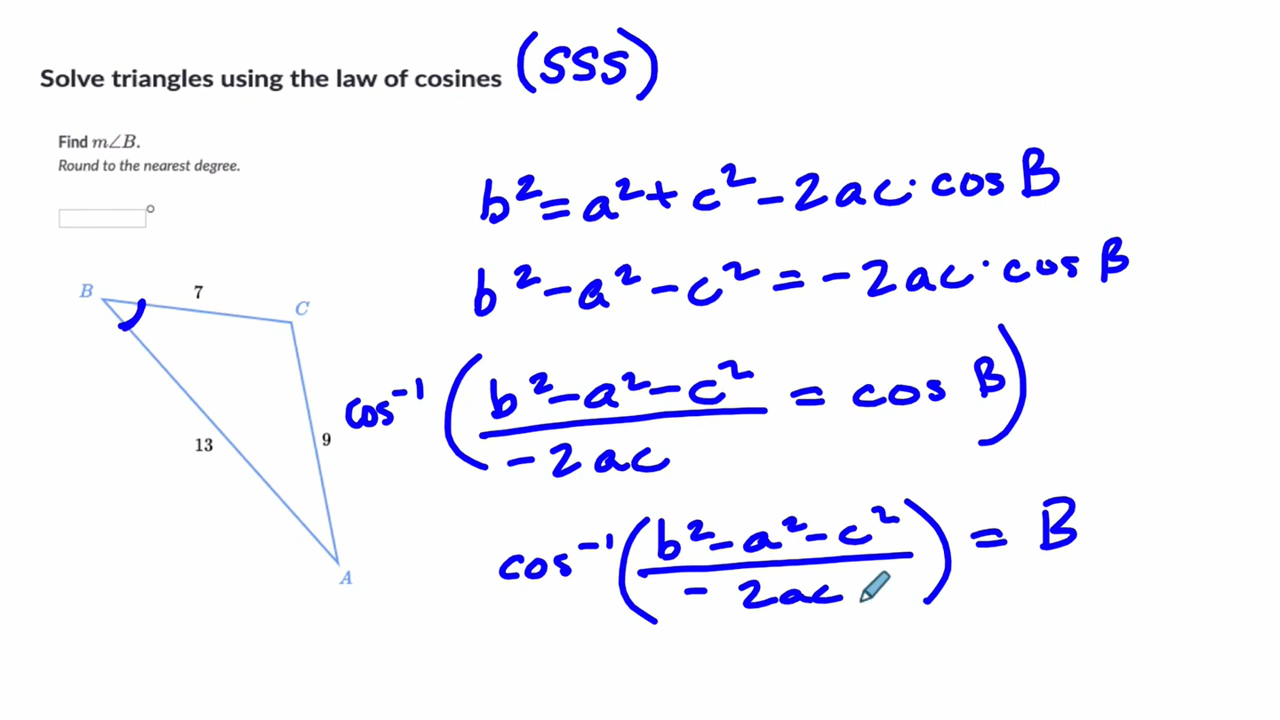 Solve triangles using the law of cosines (SSS)
Find m∠B.
Round to the nearest degree.
°
b² = a² + c² - 2ac · cos B
b² - a² - c² = -2ac · cos B
B
7
C
cos⁻¹ ( b² - a² - c² / -2ac = cos B )
13
9
cos⁻¹ ( b² - a² - c² / -2ac ) = B
A